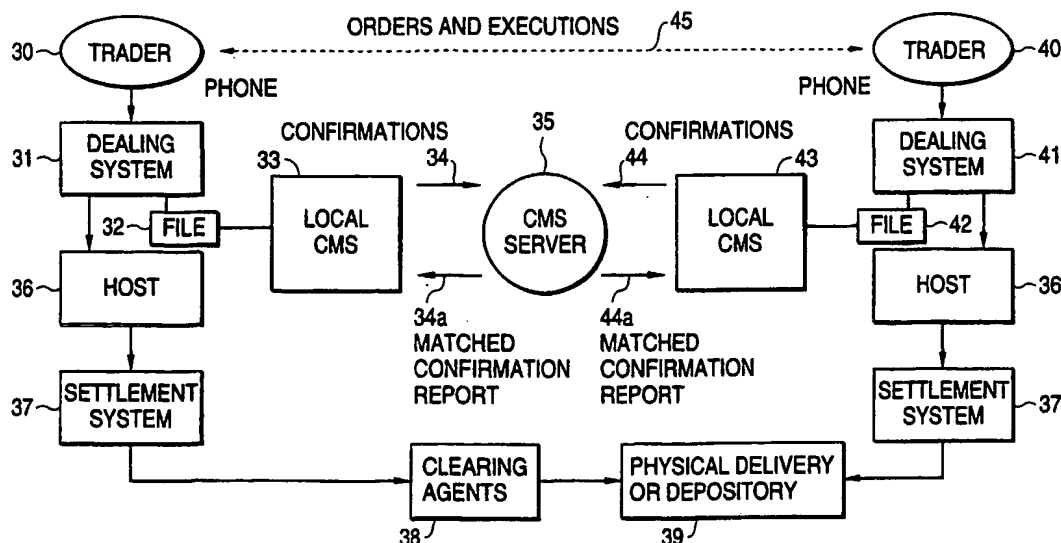 ORDERS AND EXECUTIONS
45
30
TRADER
TRADER
40
PHONE
PHONE
31
DEALING
SYSTEM
CONFIRMATIONS
33
34
35
CONFIRMATIONS
44
43
DEALING
SYSTEM
41
32
FILE
LOCAL
CMS
CMS
SERVER
LOCAL
CMS
FILE
42
36
HOST
34a
MATCHED
CONFIRMATION
REPORT
44a
MATCHED
CONFIRMATION
REPORT
HOST
36
37
SETTLEMENT
SYSTEM
SETTLEMENT
SYSTEM
37
CLEARING
AGENTS
38
PHYSICAL DELIVERY
OR DEPOSITORY
39